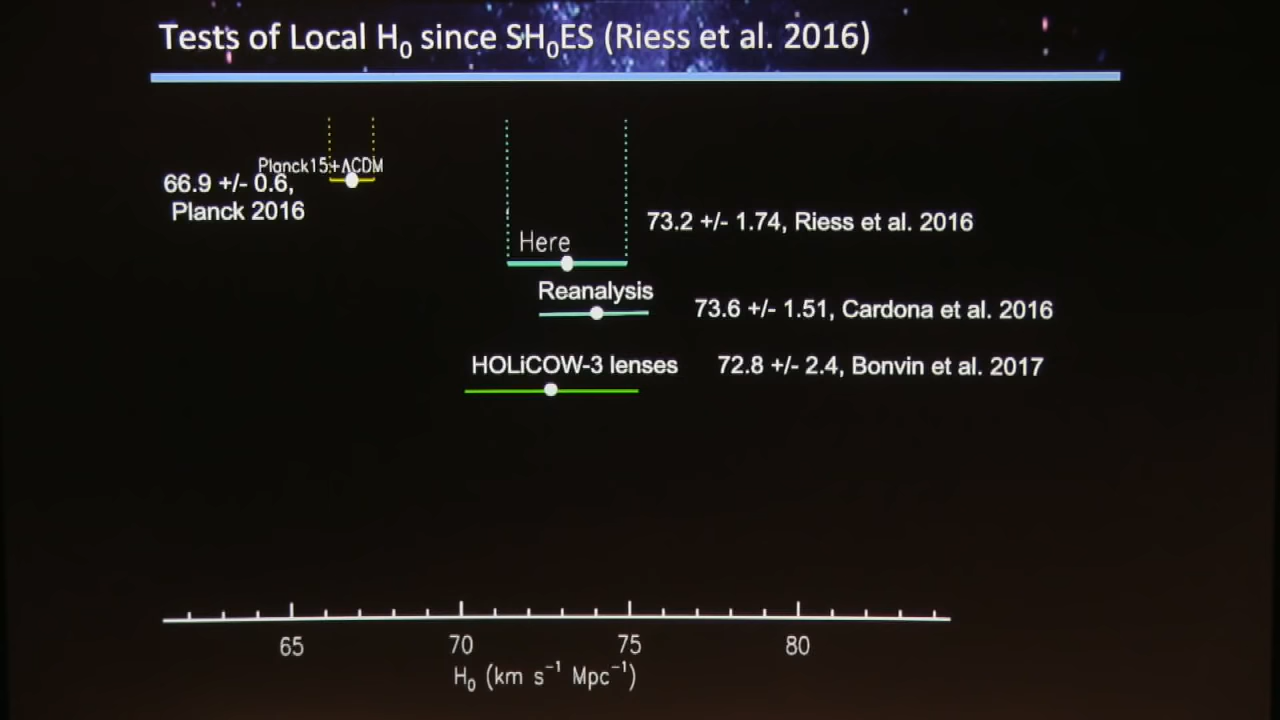 Tests of Local H₀ since SH₀ES (Riess et al. 2016)
Planck15+ΛCDM
66.9 +/- 0.6,
Planck 2016
73.2 +/- 1.74, Riess et al. 2016
Here
Reanalysis
73.6 +/- 1.51, Cardona et al. 2016
HOLiCOW-3 lenses
72.8 +/- 2.4, Bonvin et al. 2017
65 70 75 80
H₀ (km s⁻¹ Mpc⁻¹)